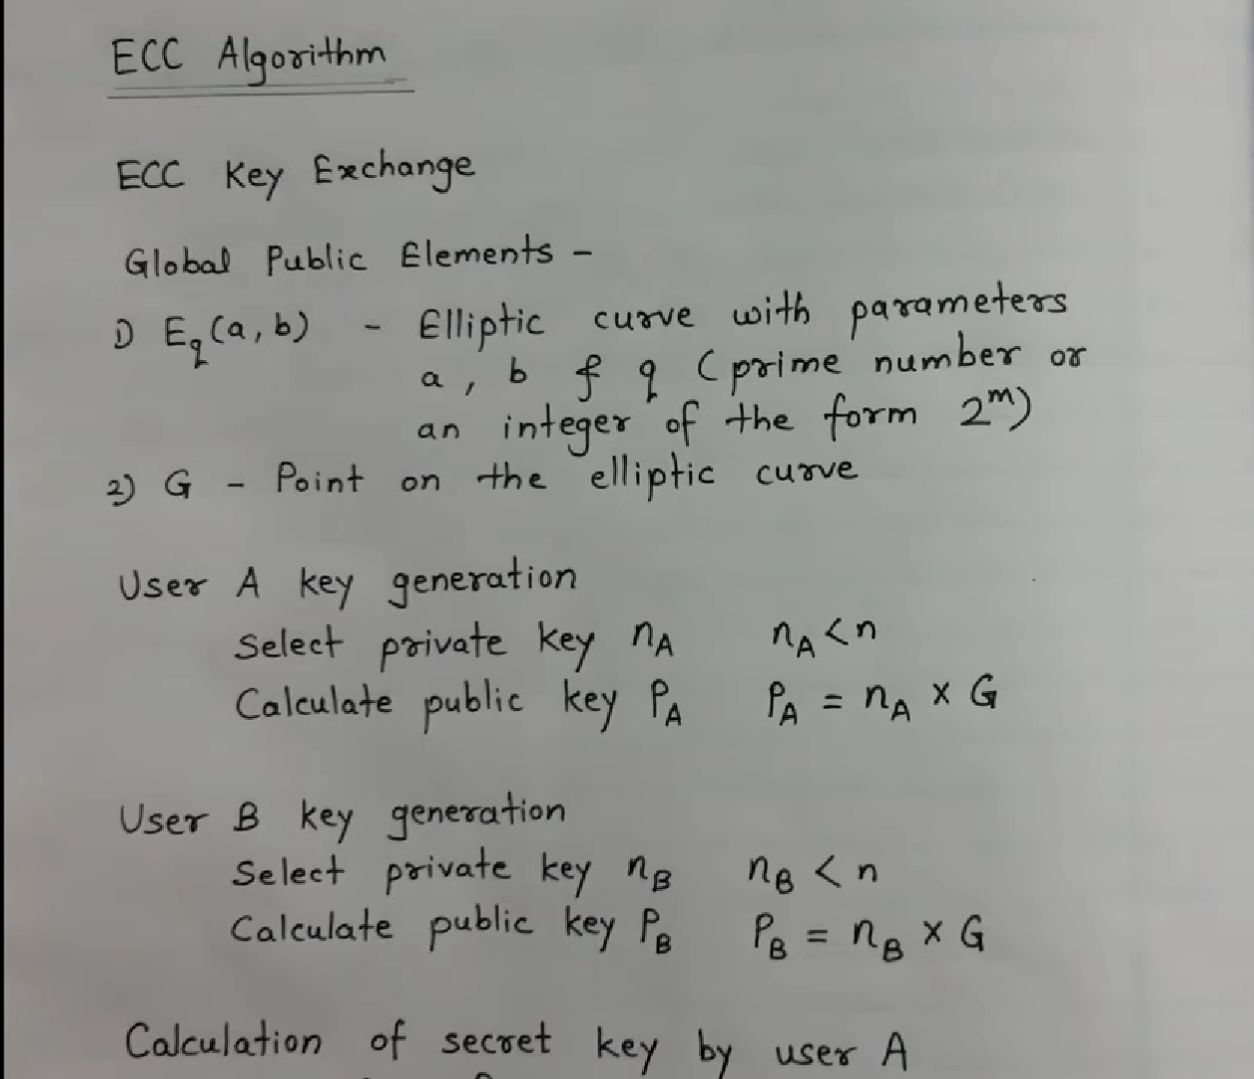 ECC Algorithm
ECC Key Exchange
Global Public Elements -
1) Eq(a, b) - Elliptic curve with parameters
a, b & q (prime number or
an integer of the form 2^m)
2) G - Point on the elliptic curve
User A key generation
Select private key nA nA < n
Calculate public key PA PA = nA × G
User B key generation
Select private key nB nB < n
Calculate public key PB PB = nB × G
Calculation of secret key by user A